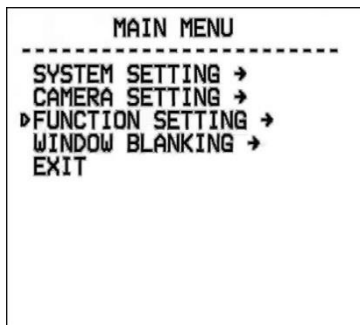 MAIN MENU
SYSTEM SETTING →
CAMERA SETTING →
FUNCTION SETTING →
WINDOW BLANKING →
EXIT